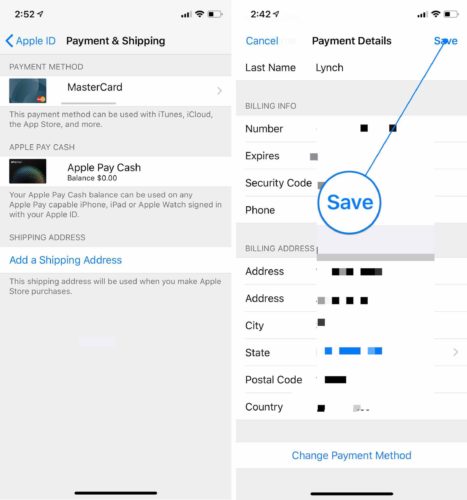 2:52
Apple ID
Payment & Shipping
PAYMENT METHOD
MasterCard
This payment method can be used with iTunes, iCloud,
the App Store, and more.
APPLE PAY CASH
Apple Pay Cash
Balance $0.00
Your Apple Pay Cash balance can be used on any
Apple Pay capable iPhone, iPad or Apple Watch signed in
with your Apple ID.
SHIPPING ADDRESS
Add a Shipping Address
This shipping address will be used when you make Apple
Store purchases.
2:42
Cancel
Payment Details
Save
Last Name Lynch
BILLING INFO
Number
Expires
Security Code
Save
Phone
BILLING ADDRESS
Address
Address
City
State
Postal Code
Country
Change Payment Method